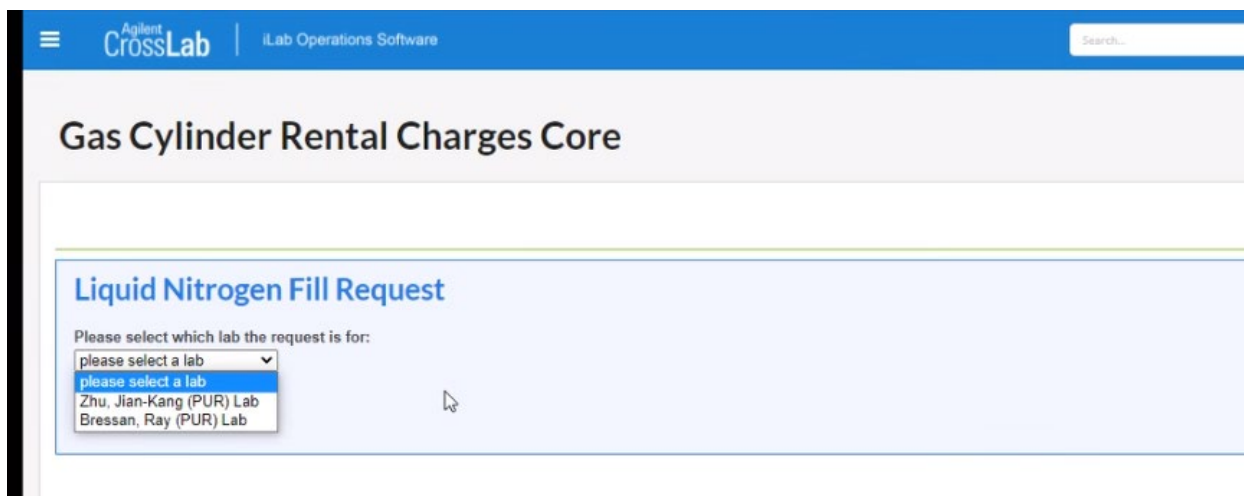 Agilent
CrossLab
iLab Operations Software
Search...
Gas Cylinder Rental Charges Core
Liquid Nitrogen Fill Request
Please select which lab the request is for:
please select a lab
please select a lab
Zhu, Jian-Kang (PUR) Lab
Bressan, Ray (PUR) Lab